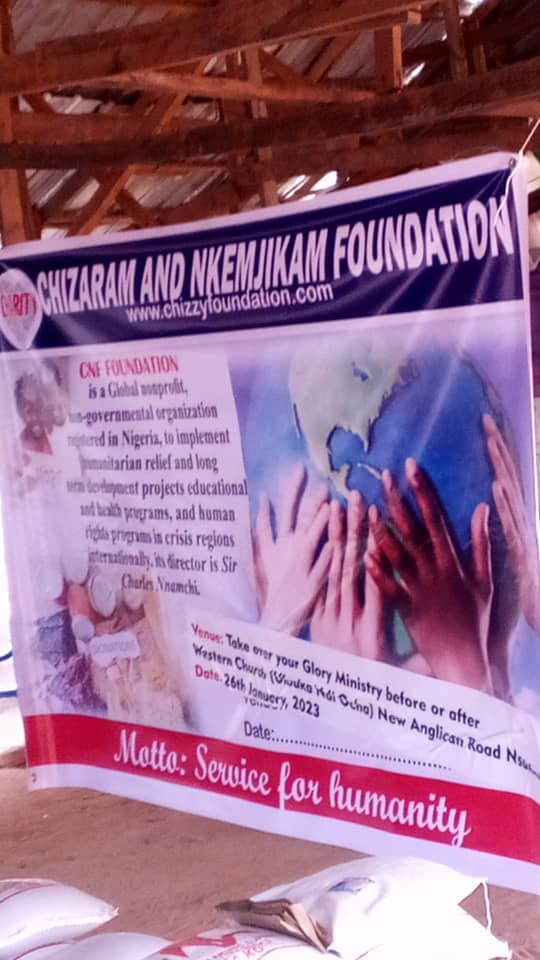 CHARITY
CHIZARAM AND NKEMJIKAM FOUNDATION
www.chizzyfoundation.com
CNF FOUNDATION
is a Global nonprofit,
non-governmental organization
registered in Nigeria, to implement
humanitarian relief and long
term development projects educational
and health programs, and human
rights programs in crisis regions
internationally, its director is Sir
Charles Nnamchi.
DONATIONS
Venue: Take over your Glory Ministry before or after
Western Church Ndi Ocha) New Anglican Road
Date: 26th January, 2023
Date:
Motto: Service for humanity